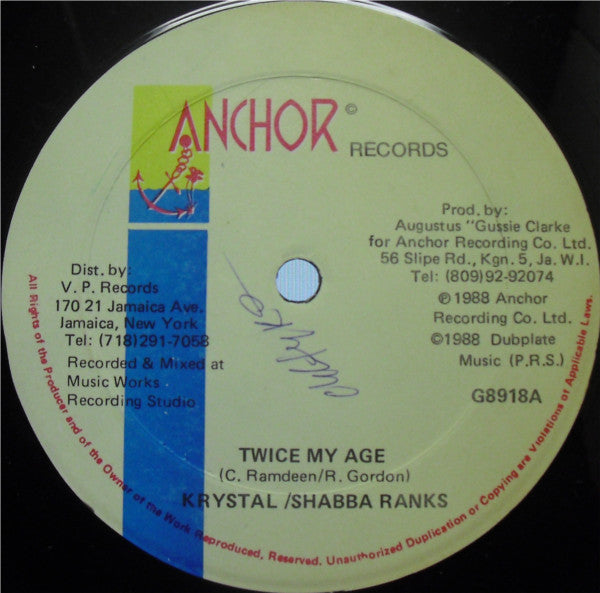 ANCHOR©
RECORDS
Prod. by:
Augustus "Gussie Clarke
for Anchor Recording Co. Ltd.
56 Slipe Rd., Kgn. 5, Ja. W.I.
Tel: (809)92-92074
℗1988 Anchor
Recording Co. Ltd.
©1988 Dubplate
Music (P.R.S.)
G8918A
Dist. by:
V. P. Records
170 21 Jamaica Ave.
Jamaica, New York
Tel: (718)291-7058
Recorded & Mixed at
Music Works
Recording Studio
TWICE MY AGE
(C. Ramdeen/R. Gordon)
KRYSTAL /SHABBA RANKS
All Rights of the Producer and of the Owner of the Work Reproduced, Reserved. Unauthorized Duplication or Copying are Violations of Applicable Laws.